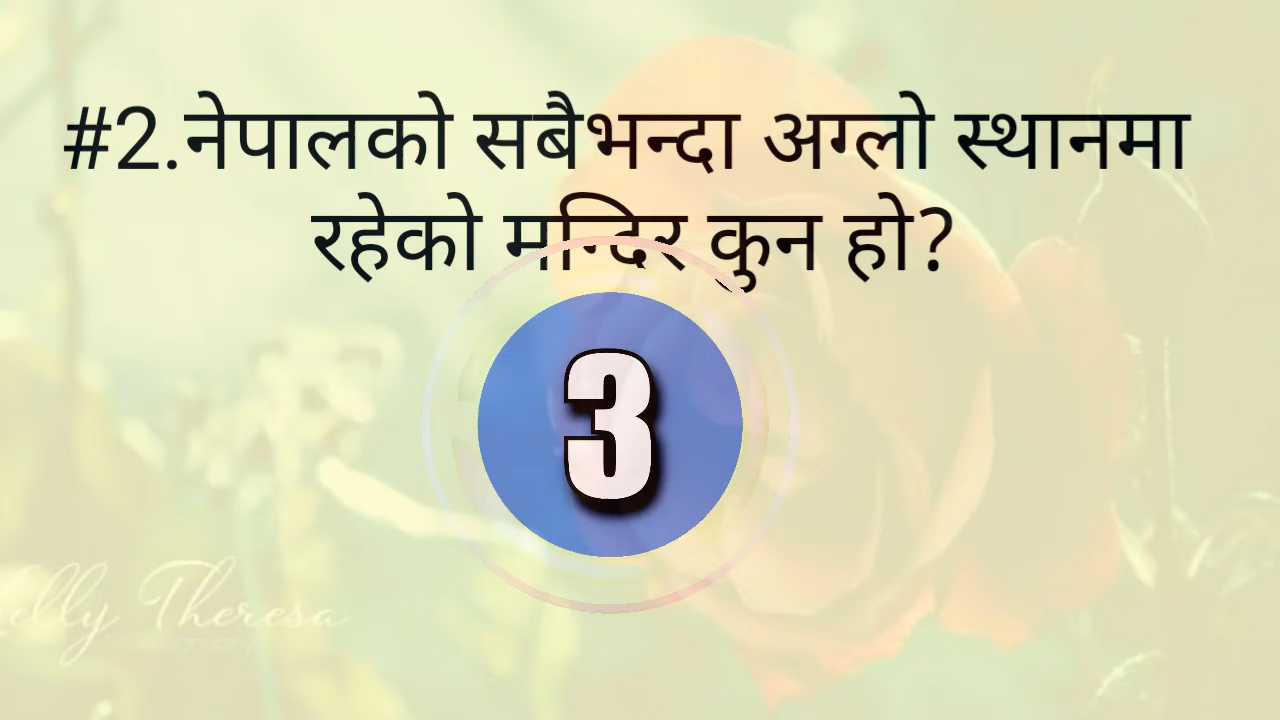 #2.नेपालको सबैभन्दा अग्लो स्थानमा
रहेको मन्दिर कुन हो?
3
elly Theresa